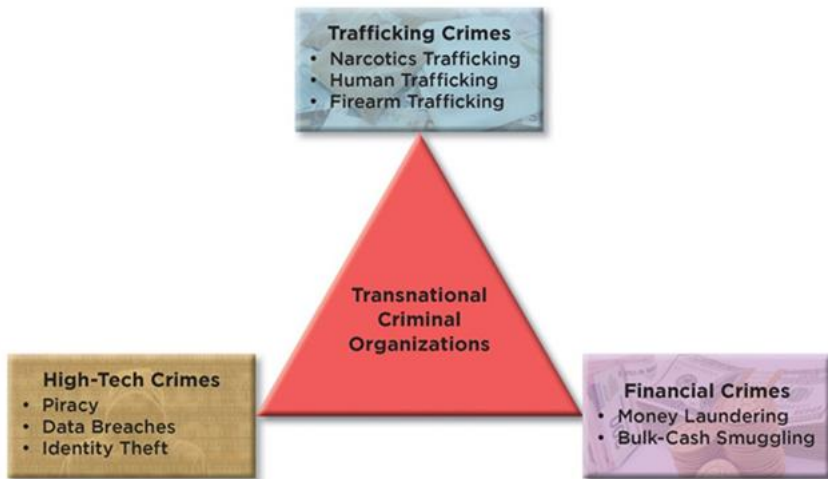 Trafficking Crimes
• Narcotics Trafficking
• Human Trafficking
• Firearm Trafficking
Transnational
Criminal
Organizations
High-Tech Crimes
• Piracy
• Data Breaches
• Identity Theft
Financial Crimes
• Money Laundering
• Bulk-Cash Smuggling